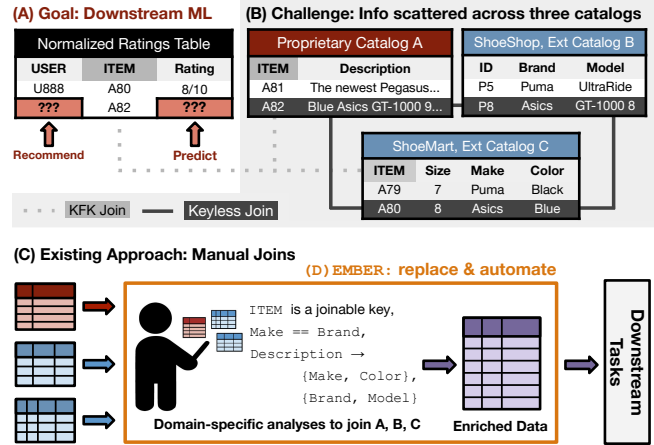 (A) Goal: Downstream ML
Normalized Ratings Table
USER ITEM Rating
U888 A80 8/10
??? A82 ???
Recommend Predict
(B) Challenge: Info scattered across three catalogs
Proprietary Catalog A
ITEM Description
A81 The newest Pegasus...
A82 Blue Asics GT-1000 9...
ShoeShop, Ext Catalog B
ID Brand Model
P5 Puma UltraRide
P8 Asics GT-1000 8
ShoeMart, Ext Catalog C
ITEM Size Make Color
A79 7 Puma Black
A80 8 Asics Blue
KFK Join Keyless Join
(C) Existing Approach: Manual Joins
(D) EMBER: replace & automate
ITEM is a joinable key,
Make == Brand,
Description →
{Make, Color},
{Brand, Model}
Domain-specific analyses to join A, B, C
Enriched Data
Downstream
Tasks